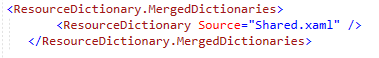 <ResourceDictionary.MergedDictionaries>
<ResourceDictionary Source="Shared.xaml" />
</ResourceDictionary.MergedDictionaries>